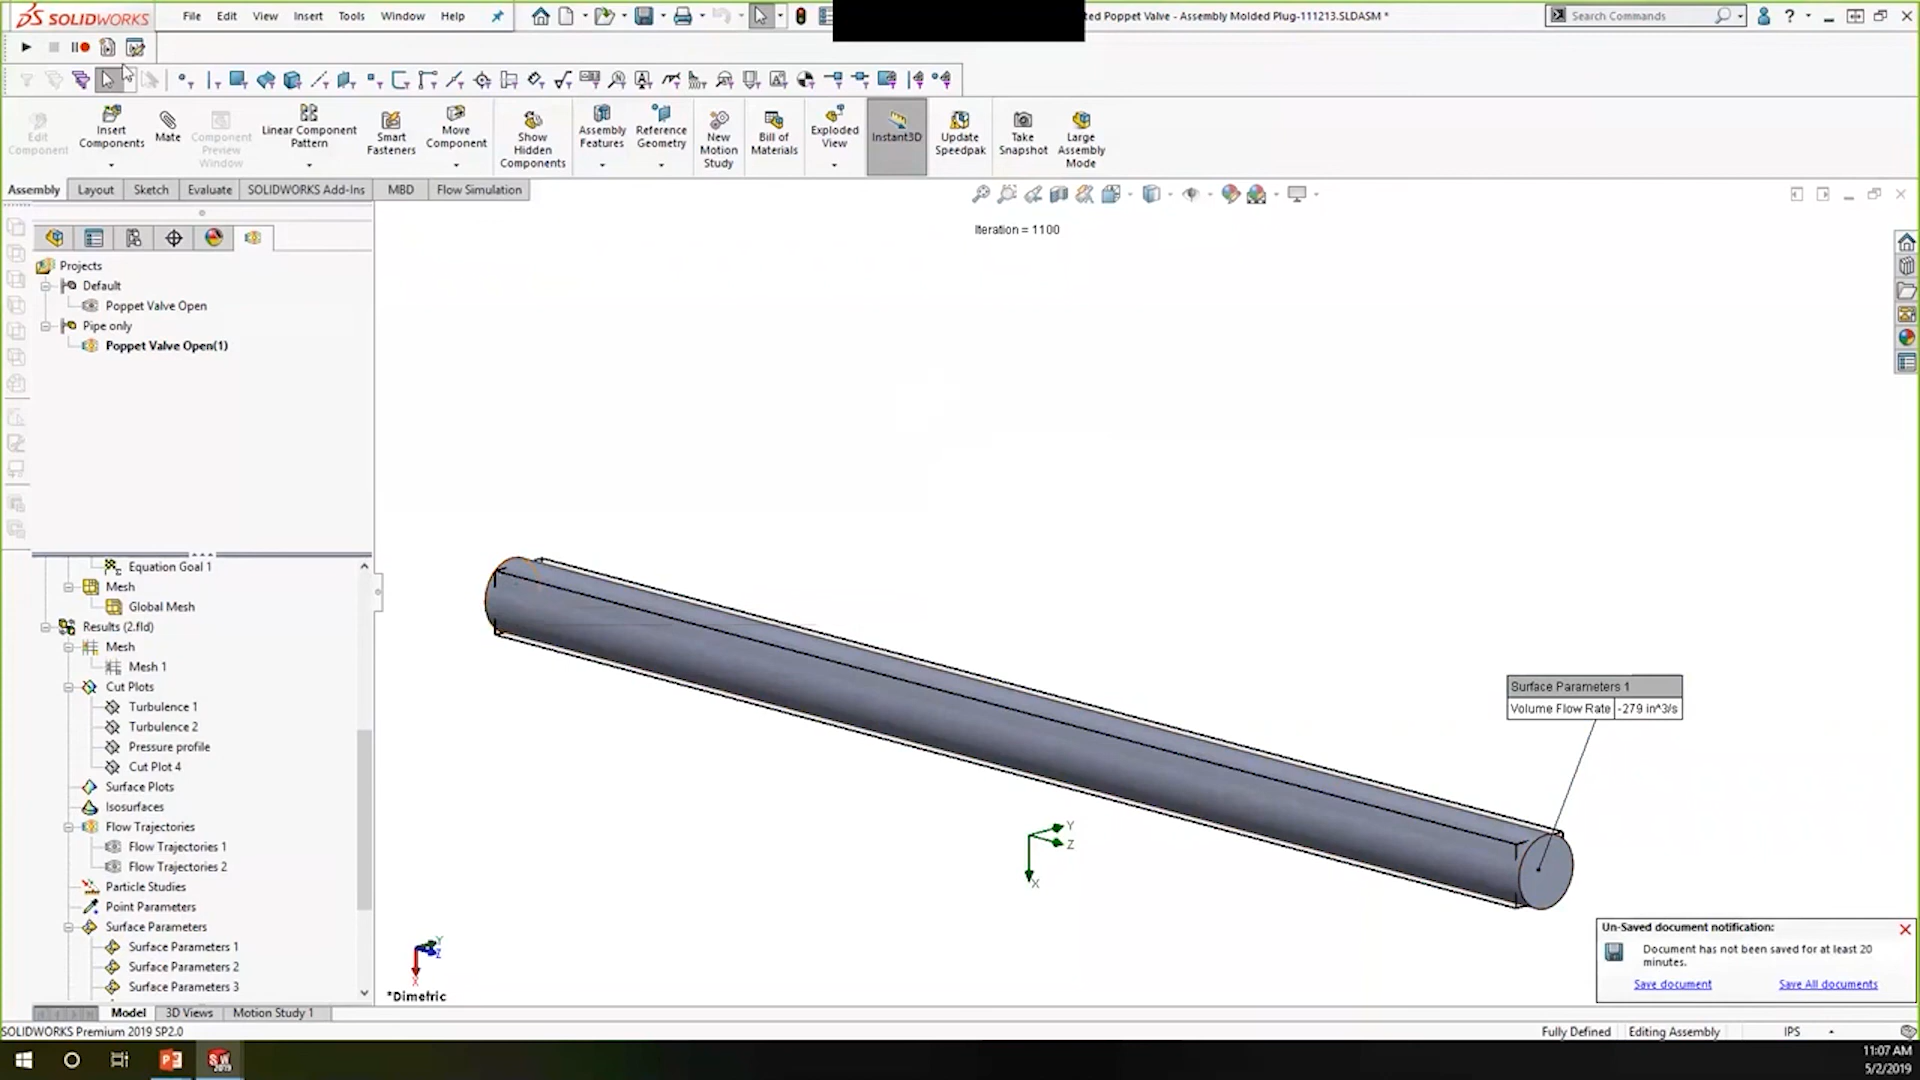 SOLIDWORKS File Edit View Insert Tools Window Help
ted Poppet Valve - Assembly Molded Plug-111213.SLDASM *
Search Commands
Edit Component
Insert Components
Mate
Component Preview Window
Linear Component Pattern
Smart Fasteners
Move Component
Show Hidden Components
Assembly Features
Reference Geometry
New Motion Study
Bill of Materials
Exploded View
Instant3D
Update Speedpak
Take Snapshot
Large Assembly Mode
Assembly Layout Sketch Evaluate SOLIDWORKS Add-Ins MBD Flow Simulation
Iteration = 1100
Projects
Default
Poppet Valve Open
Pipe only
Poppet Valve Open(1)
Equation Goal 1
Mesh
Global Mesh
Results (2.fld)
Mesh
Mesh 1
Cut Plots
Turbulence 1
Turbulence 2
Pressure profile
Cut Plot 4
Surface Plots
Isosurfaces
Flow Trajectories
Flow Trajectories 1
Flow Trajectories 2
Particle Studies
Point Parameters
Surface Parameters
Surface Parameters 1
Surface Parameters 2
Surface Parameters 3
Surface Parameters 1
Volume Flow Rate -279 in^3/s
Y
Z
X
Y
Z
X
*Dimetric
Un-Saved document notification:
Document has not been saved for at least 20
minutes.
Save document Save All documents
Model 3D Views Motion Study 1
SOLIDWORKS Premium 2019 SP2.0
Fully Defined Editing Assembly IPS
11:07 AM
5/2/2019